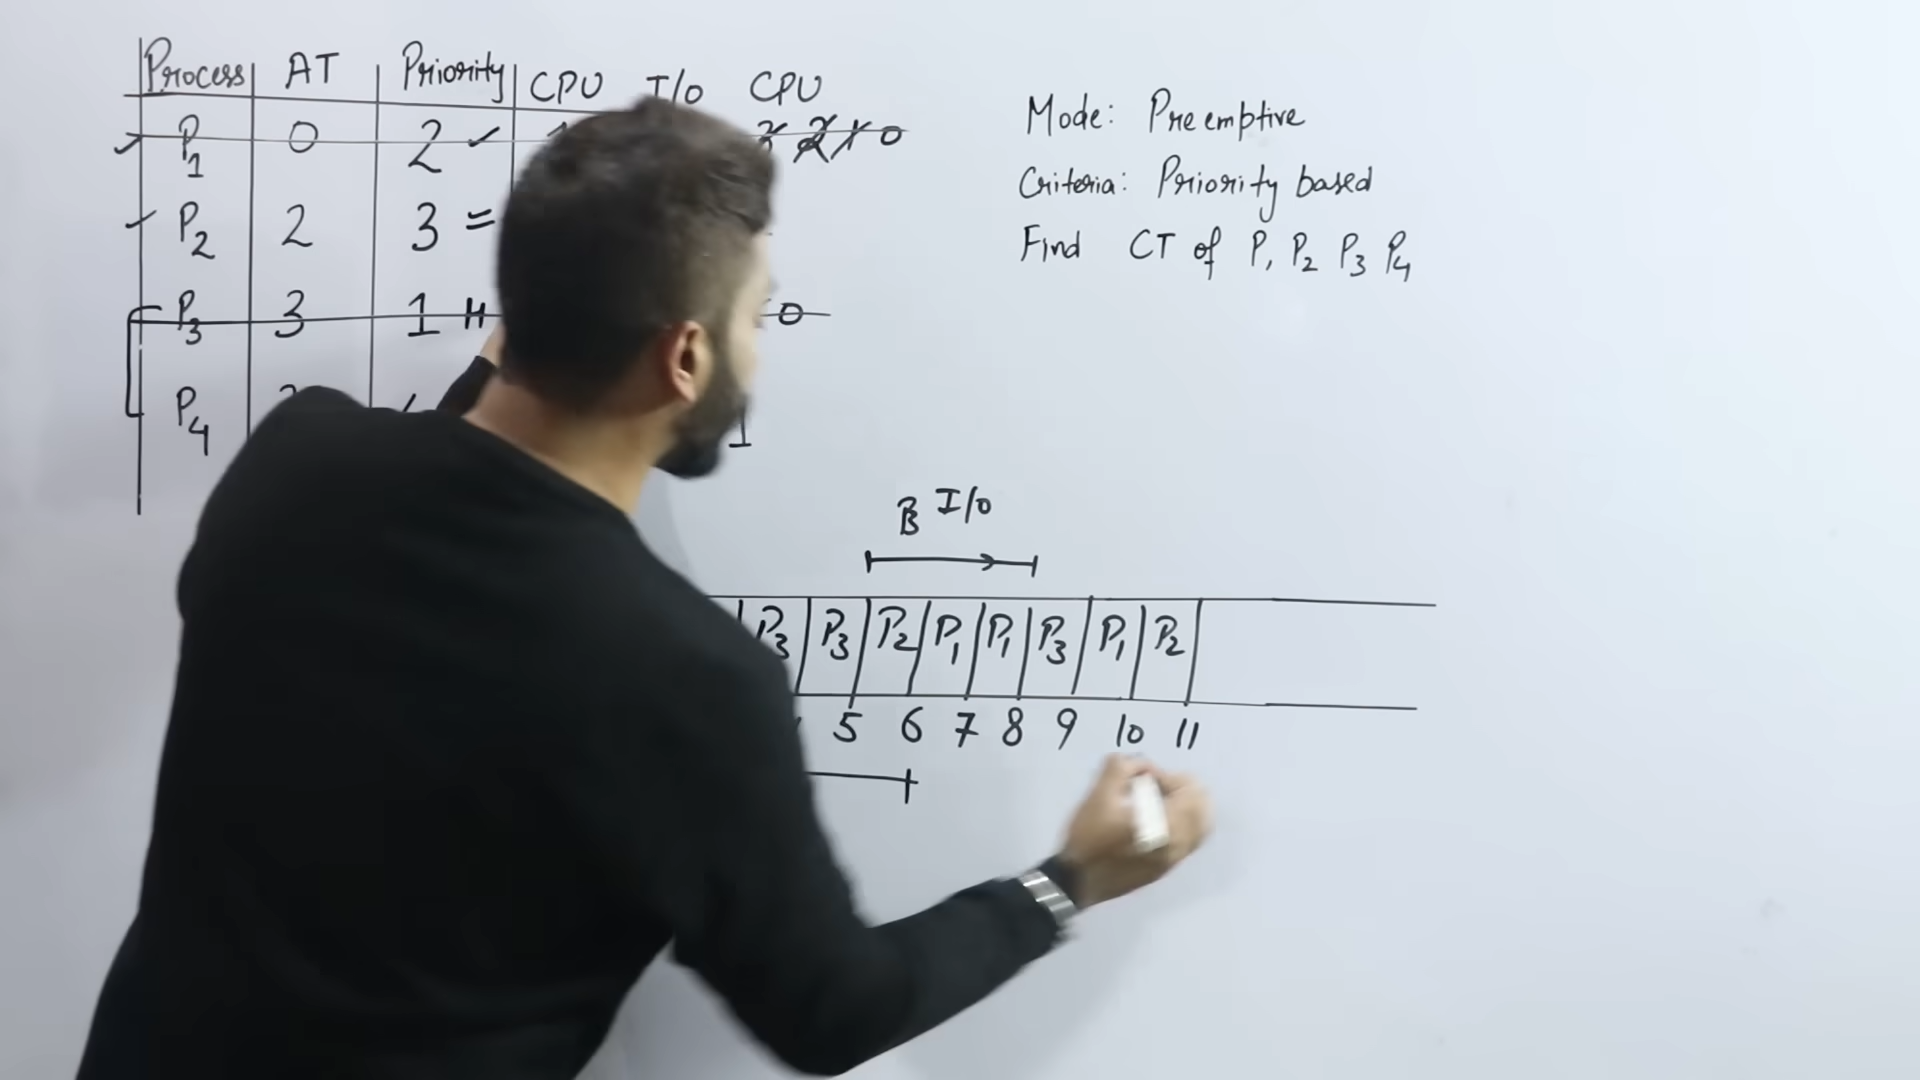 Process AT Priority CPU I/o CPU
P1 0 2 ✓ 2 1 0
P2 2 3 =
P3 3 1 H 0
P4 1
Mode: Preemptive
Criteria: Priority based
Find CT of P1 P2 P3 P4
B I/o
P3 P3 P2 P1 P1 P3 P1 P2
5 6 7 8 9 10 11